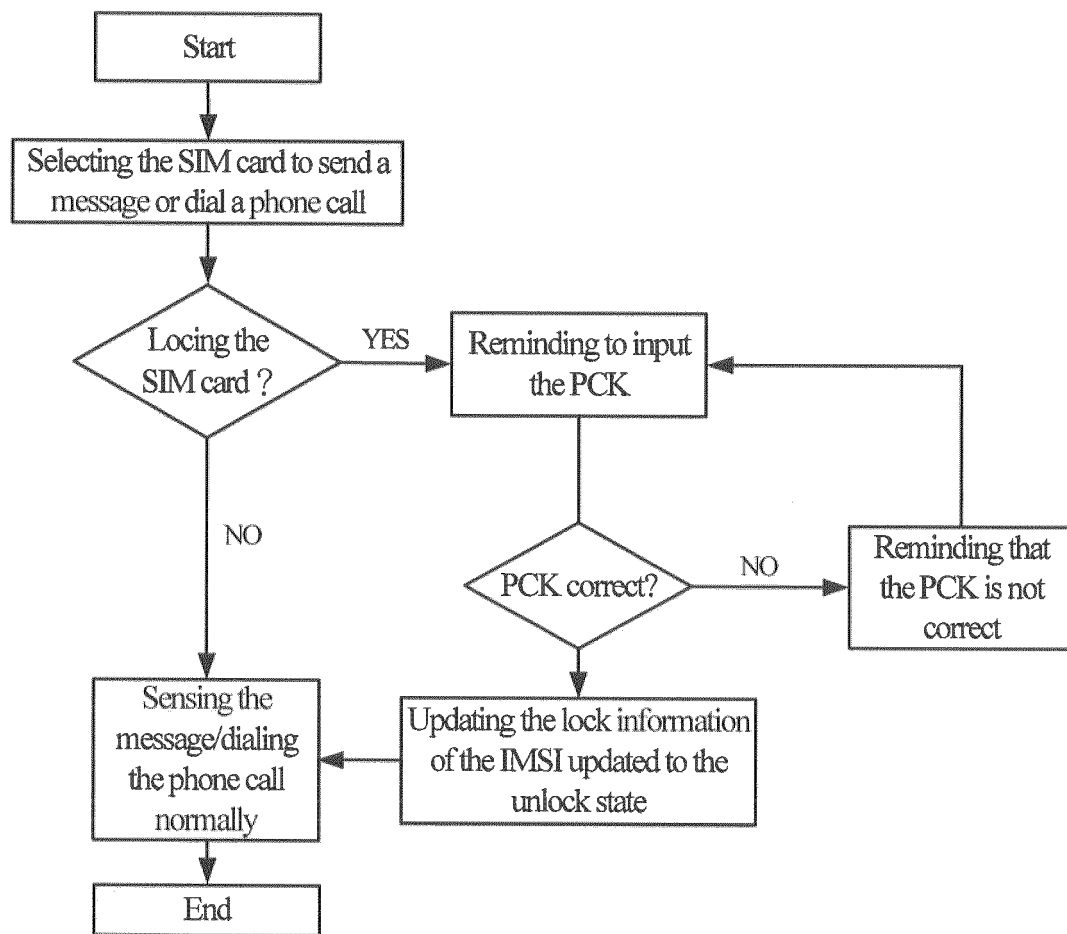 Start
Selecting the SIM card to send a
message or dial a phone call
Locing the
SIM card ?
YES
Reminding to input
the PCK
NO
PCK correct?
NO
Reminding that
the PCK is not
correct
Sensing the
message/dialing
the phone call
normally
Updating the lock information
of the IMSI updated to the
unlock state
End